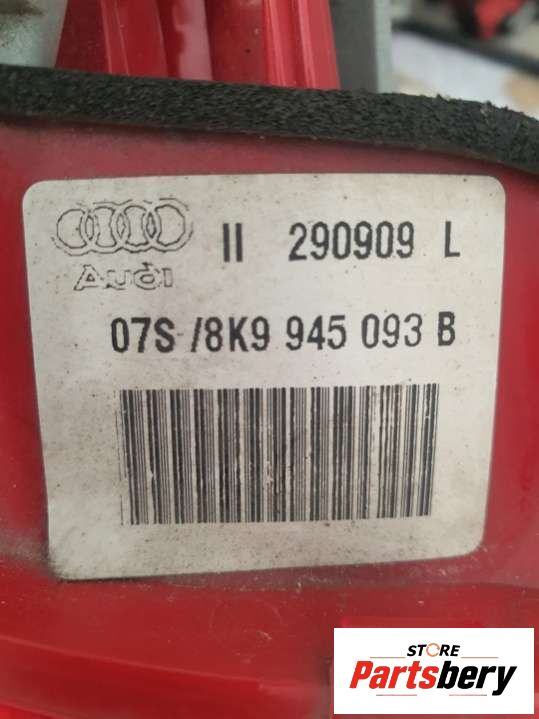 II 290909 L
Audi
07S /8K9 945 093 B
STORE
Partsbery